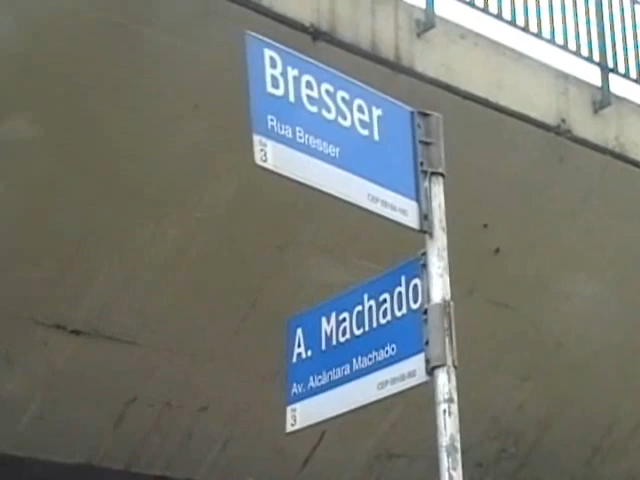 Bresser
Rua Bresser
3
A. Machado
Av. Alcântara Machado
3